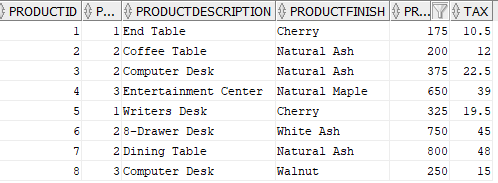 PRODUCTID P... PRODUCTDESCRIPTION PRODUCTFINISH PR... TAX
1 1 End Table Cherry 175 10.5
2 2 Coffee Table Natural Ash 200 12
3 2 Computer Desk Natural Ash 375 22.5
4 3 Entertainment Center Natural Maple 650 39
5 1 Writers Desk Cherry 325 19.5
6 2 8-Drawer Desk White Ash 750 45
7 2 Dining Table Natural Ash 800 48
8 3 Computer Desk Walnut 250 15